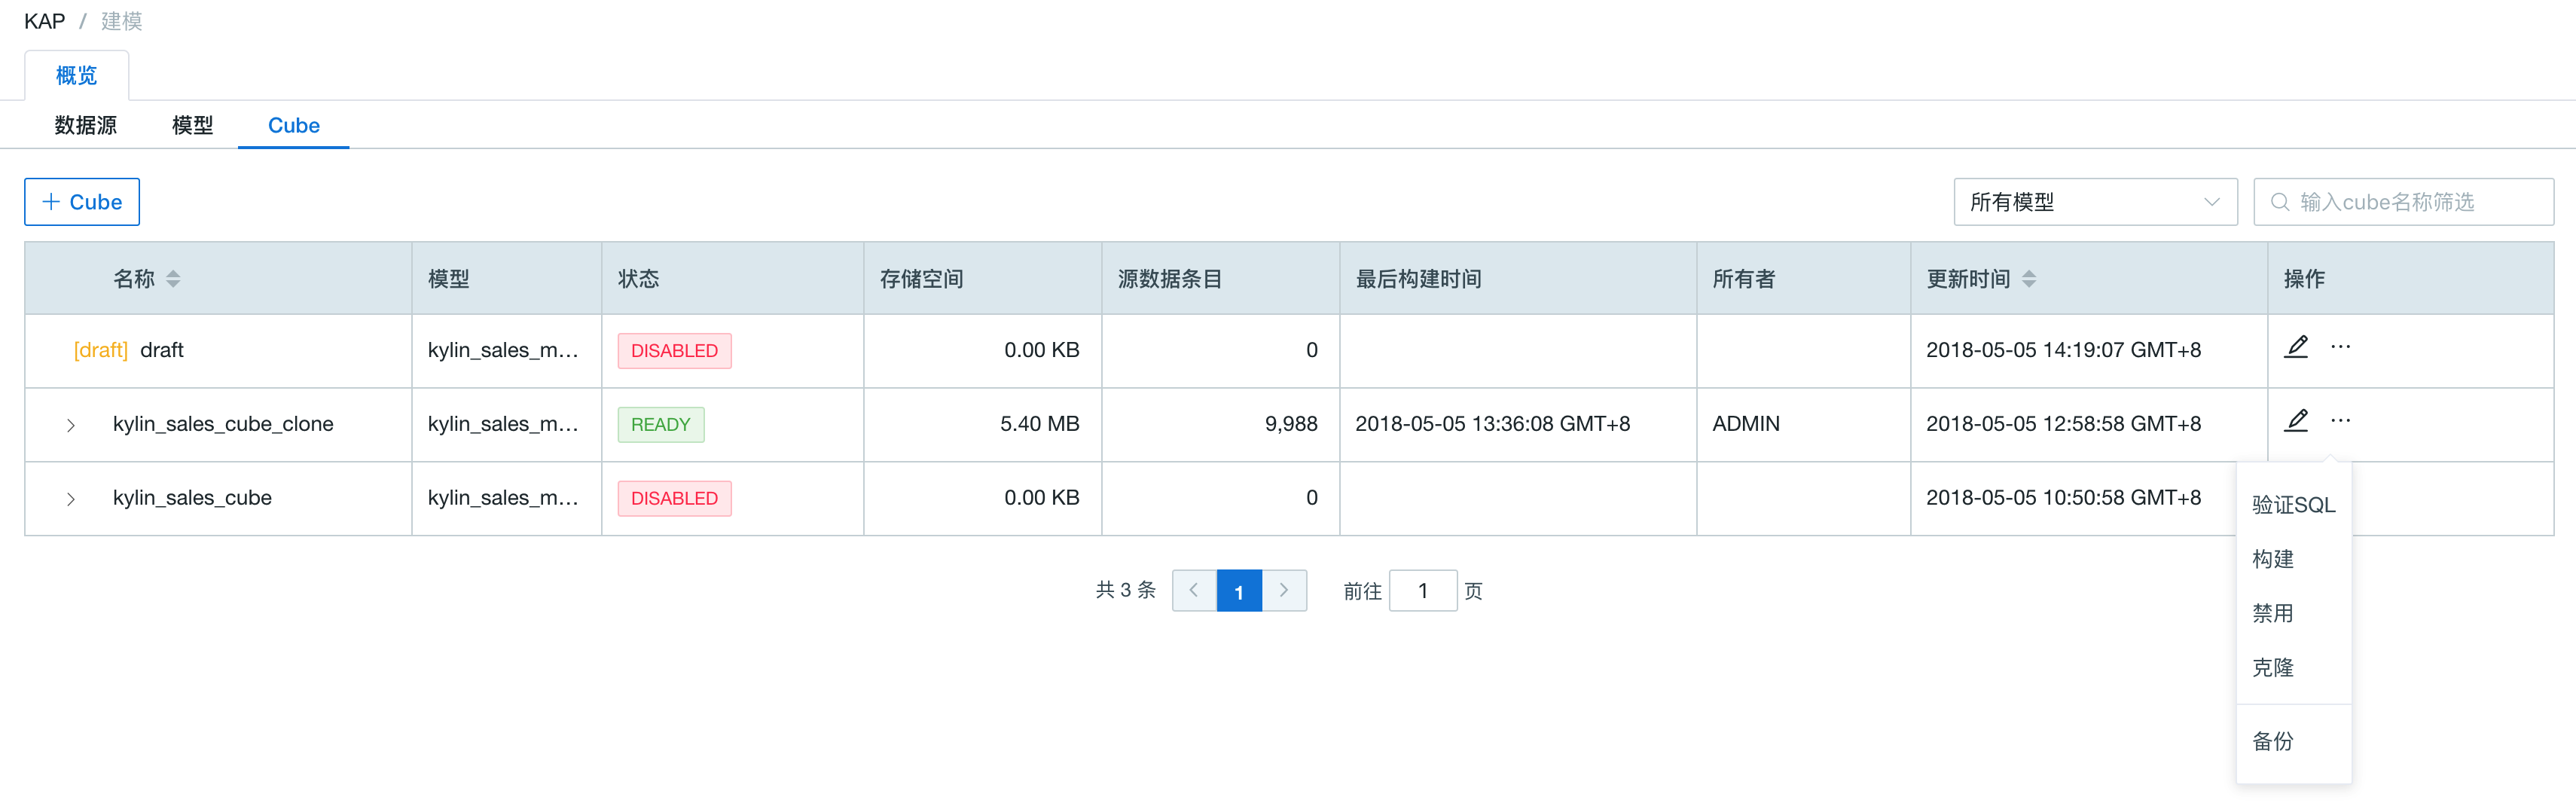 KAP / 建模
概览
数据源 模型 Cube
+ Cube 所有模型 输入cube名称筛选
名称 模型 状态 存储空间 源数据条目 最后构建时间 所有者 更新时间 操作
[draft] draft kylin_sales_m... DISABLED 0.00 KB 0 2018-05-05 14:19:07 GMT+8 ...
kylin_sales_cube_clone kylin_sales_m... READY 5.40 MB 9,988 2018-05-05 13:36:08 GMT+8 ADMIN 2018-05-05 12:58:58 GMT+8 ...
kylin_sales_cube kylin_sales_m... DISABLED 0.00 KB 0 2018-05-05 10:50:58 GMT+8
验证SQL
构建
禁用
克隆
备份
共 3 条 1 前往 1 页